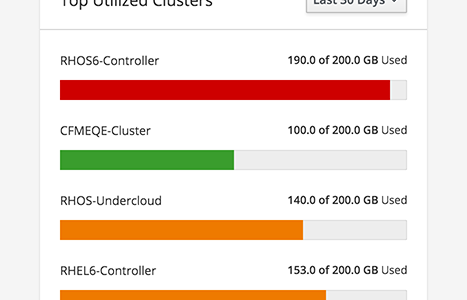 Top Utilized Clusters Last 30 Days
RHOS6-Controller 190.0 of 200.0 GB Used
CFMEQE-Cluster 100.0 of 200.0 GB Used
RHOS-Undercloud 140.0 of 200.0 GB Used
RHEL6-Controller 153.0 of 200.0 GB Used